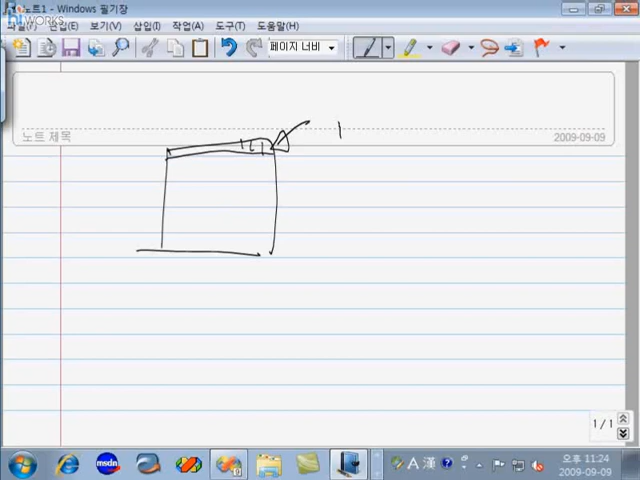 노트1 - Windows 필기장
hiWORKS
파일(F) 편집(E) 보기(V) 삽입(I) 작업(A) 도구(T) 도움말(H)
페이지 너비
노트 제목
2009-09-09
1 / 1
msdn
A 漢
오후 11:24
2009-09-09